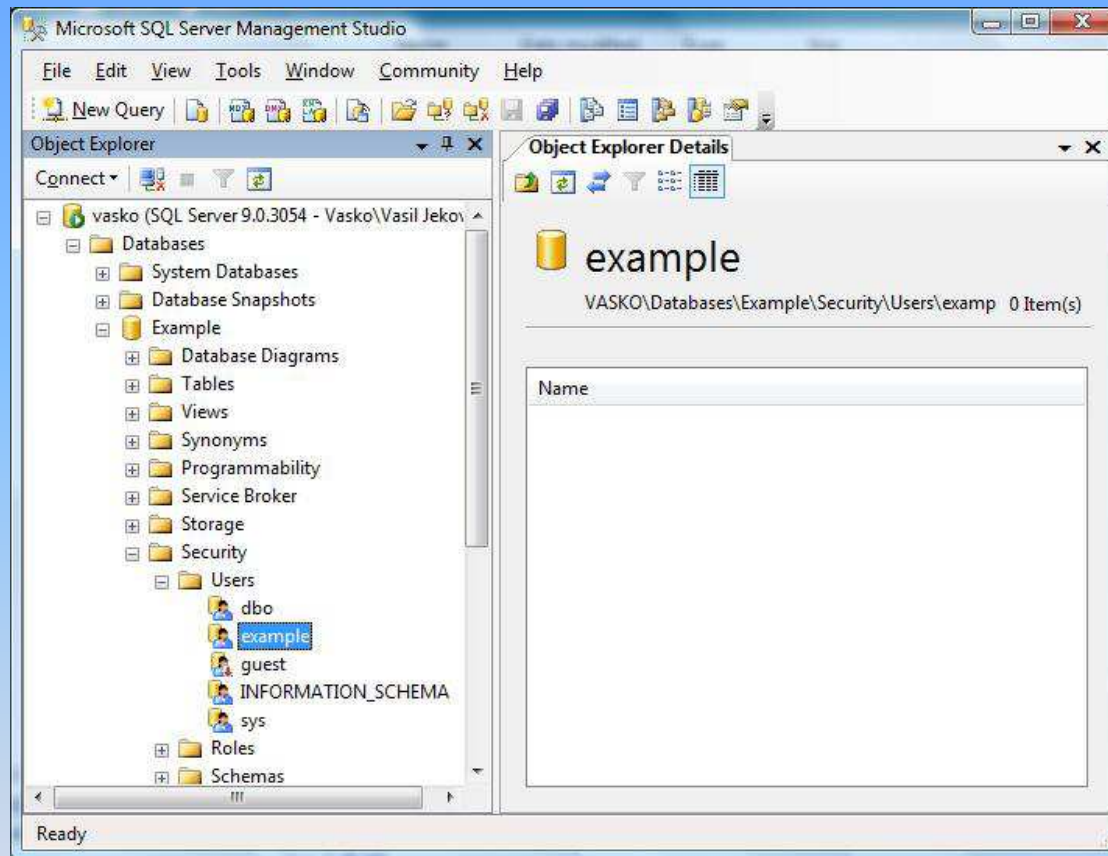 Microsoft SQL Server Management Studio
File Edit View Tools Window Community Help
New Query
Object Explorer
Connect
vasko (SQL Server 9.0.3054 - Vasko\Vasil Jekov
Databases
System Databases
Database Snapshots
Example
Database Diagrams
Tables
Views
Synonyms
Programmability
Service Broker
Storage
Security
Users
dbo
example
guest
INFORMATION_SCHEMA
sys
Roles
Schemas
Object Explorer Details
example
VASKO\Databases\Example\Security\Users\examp 0 Item(s)
Name
Ready